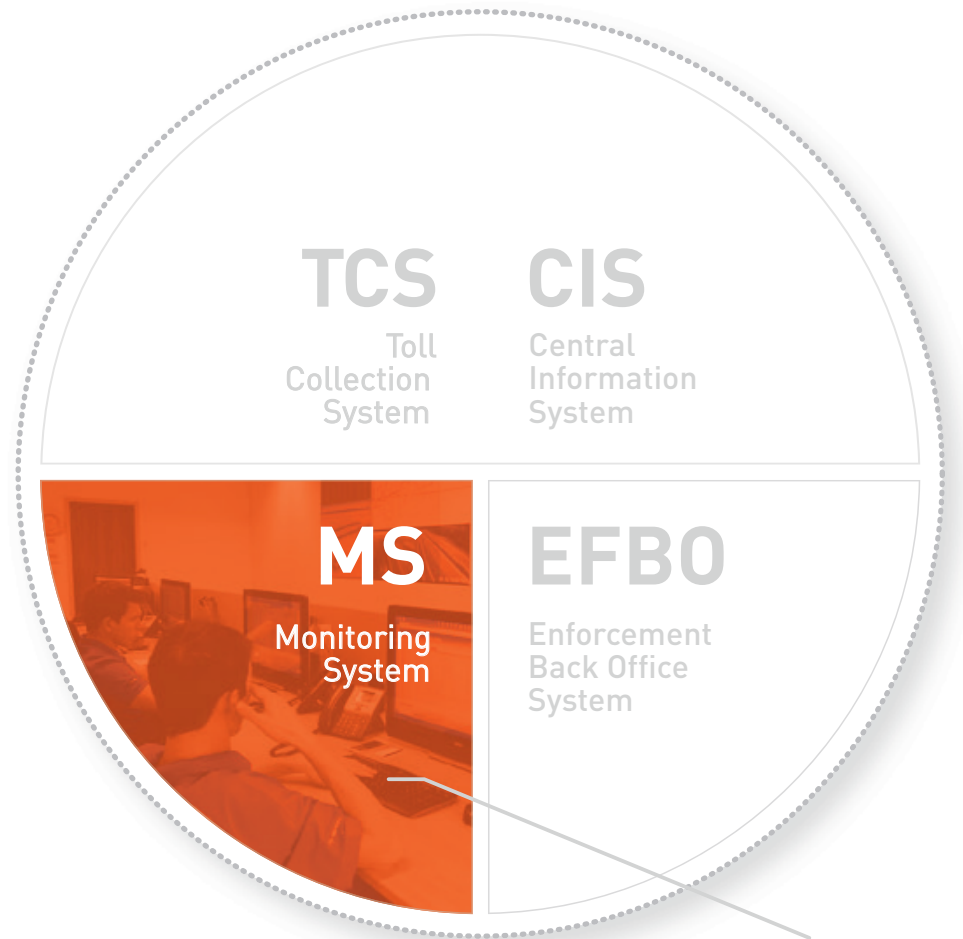 TCS
Toll
Collection
System
CIS
Central
Information
System
MS
Monitoring
System
EFBO
Enforcement
Back Office
System